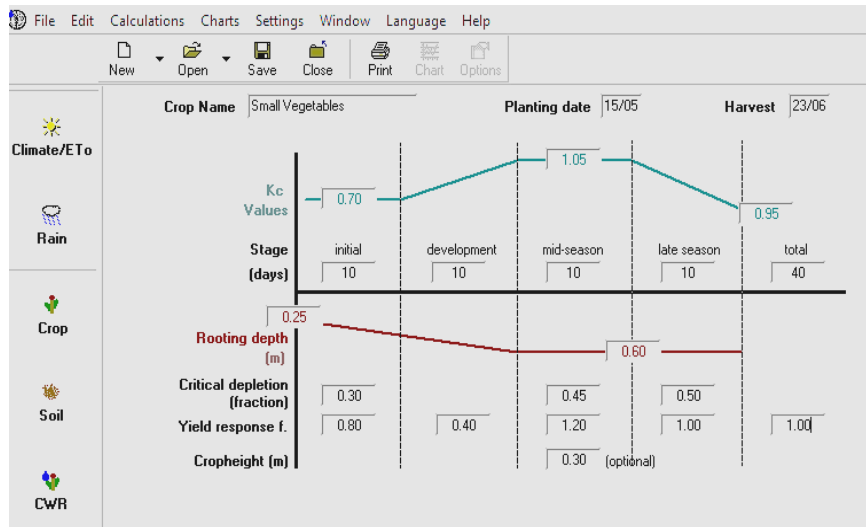 File Edit Calculations Charts Settings Window Language Help
New Open Save Close Print Chart Options
Crop Name Small Vegetables Planting date 15/05 Harvest 23/06
Climate/ETo
Rain
Crop
Soil
CWR
Kc
Values
0.70 1.05 0.95
Stage initial development mid-season late season total
(days) 10 10 10 10 40
0.25
Rooting depth
(m)
0.60
Critical depletion
(fraction) 0.30 0.45 0.50
Yield response f. 0.80 0.40 1.20 1.00 1.00
Cropheight (m) 0.30 (optional)